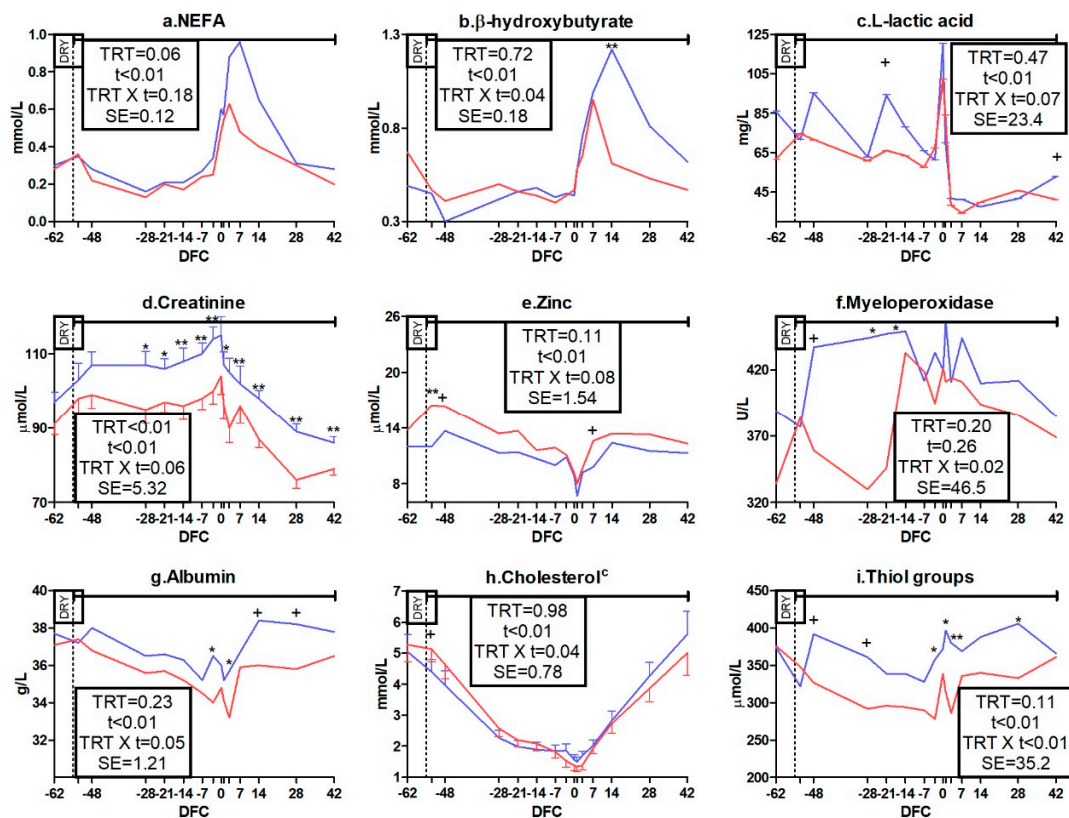 a.NEFA
DRY
TRT=0.06
t<0.01
TRT X t=0.18
SE=0.12
mmol/L
1.0
0.8
0.6
0.4
0.2
0.0
-62 -48 -28 -21 -14 -7 0 7 14 28 42
DFC
b.β-hydroxybutyrate
DRY
TRT=0.72
t<0.01
TRT X t=0.04
SE=0.18
**
mmol/L
1.3
0.8
0.3
-62 -48 -28 -21 -14 -7 0 7 14 28 42
DFC
c.L-lactic acid
DRY
TRT=0.47
t<0.01
TRT X t=0.07
SE=23.4
+
+
mg/L
125
105
85
65
45
-62 -48 -28 -21 -14 -7 0 7 14 28 42
DFC
d.Creatinine
DRY
* * ** ** ** * ** ** ** ** **
TRT<0.01
t<0.01
TRT X t=0.06
SE=5.32
µmol/L
110
90
70
-62 -48 -28 -21 -14 -7 0 7 14 28 42
DFC
e.Zinc
DRY
TRT=0.11
t<0.01
TRT X t=0.08
SE=1.54
** +
+
µmol/L
26
20
14
8
-62 -48 -28 -21 -14 -7 0 7 14 28 42
DFC
f.Myeloperoxidase
DRY
+ * *
TRT=0.20
t=0.26
TRT X t=0.02
SE=46.5
U/L
420
370
320
-62 -48 -28 -21 -14 -7 0 7 14 28 42
DFC
g.Albumin
DRY
* * + +
TRT=0.23
t<0.01
TRT X t=0.05
SE=1.21
g/L
40
38
36
34
32
30
-62 -48 -28 -21 -14 -7 0 7 14 28 42
DFC
h.Cholesterolᶜ
DRY
+
TRT=0.98
t<0.01
TRT X t=0.04
SE=0.78
mmol/L
7
6
5
4
3
2
1
-62 -48 -28 -21 -14 -7 0 7 14 28 42
DFC
i.Thiol groups
DRY
+ + * * ** *
TRT=0.11
t<0.01
TRT X t<0.01
SE=35.2
µmol/L
450
400
350
300
250
200
-62 -48 -28 -21 -14 -7 0 7 14 28 42
DFC